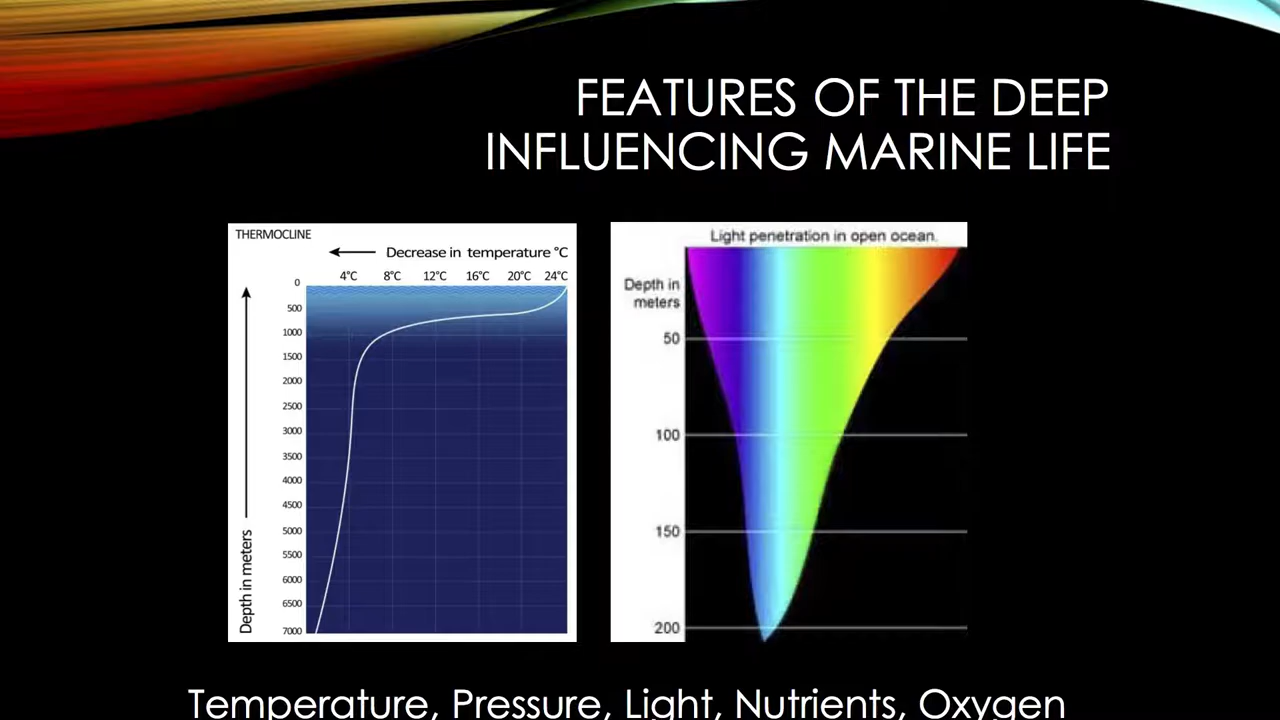 FEATURES OF THE DEEP
INFLUENCING MARINE LIFE
THERMOCLINE
Decrease in temperature °C
4°C 8°C 12°C 16°C 20°C 24°C
0
500
1000
1500
2000
2500
3000
3500
4000
4500
5000
5500
6000
6500
7000
Depth in meters
Light penetration in open ocean.
Depth in
meters
50
100
150
200
Temperature, Pressure, Light, Nutrients, Oxygen